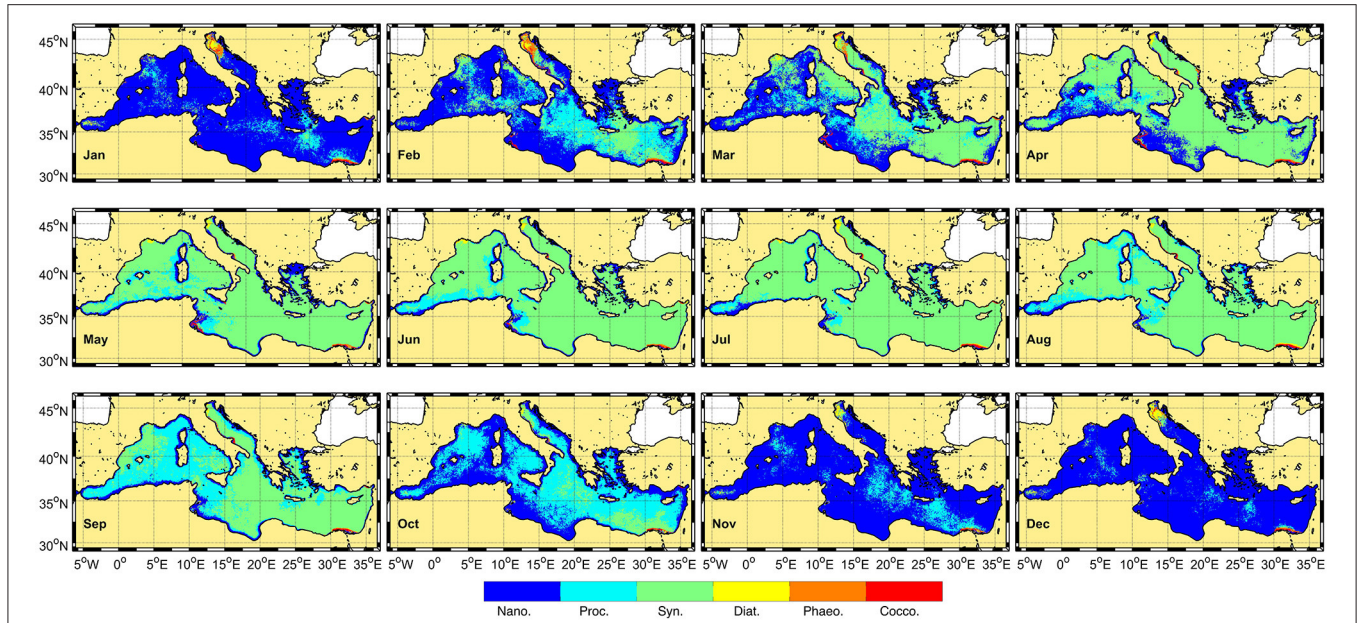 45°N
40°N
35°N
30°N
Jan
Feb
Mar
Apr
45°N
40°N
35°N
30°N
May
Jun
Jul
Aug
45°N
40°N
35°N
30°N
Sep
Oct
Nov
Dec
5°W 0° 5°E 10°E 15°E 20°E 25°E 30°E 35°E 5°W 0° 5°E 10°E 15°E 20°E 25°E 30°E 35°E 5°W 0° 5°E 10°E 15°E 20°E 25°E 30°E 35°E 5°W 0° 5°E 10°E 15°E 20°E 25°E 30°E 35°E
Nano. Proc. Syn. Diat. Phaeo. Cocco.